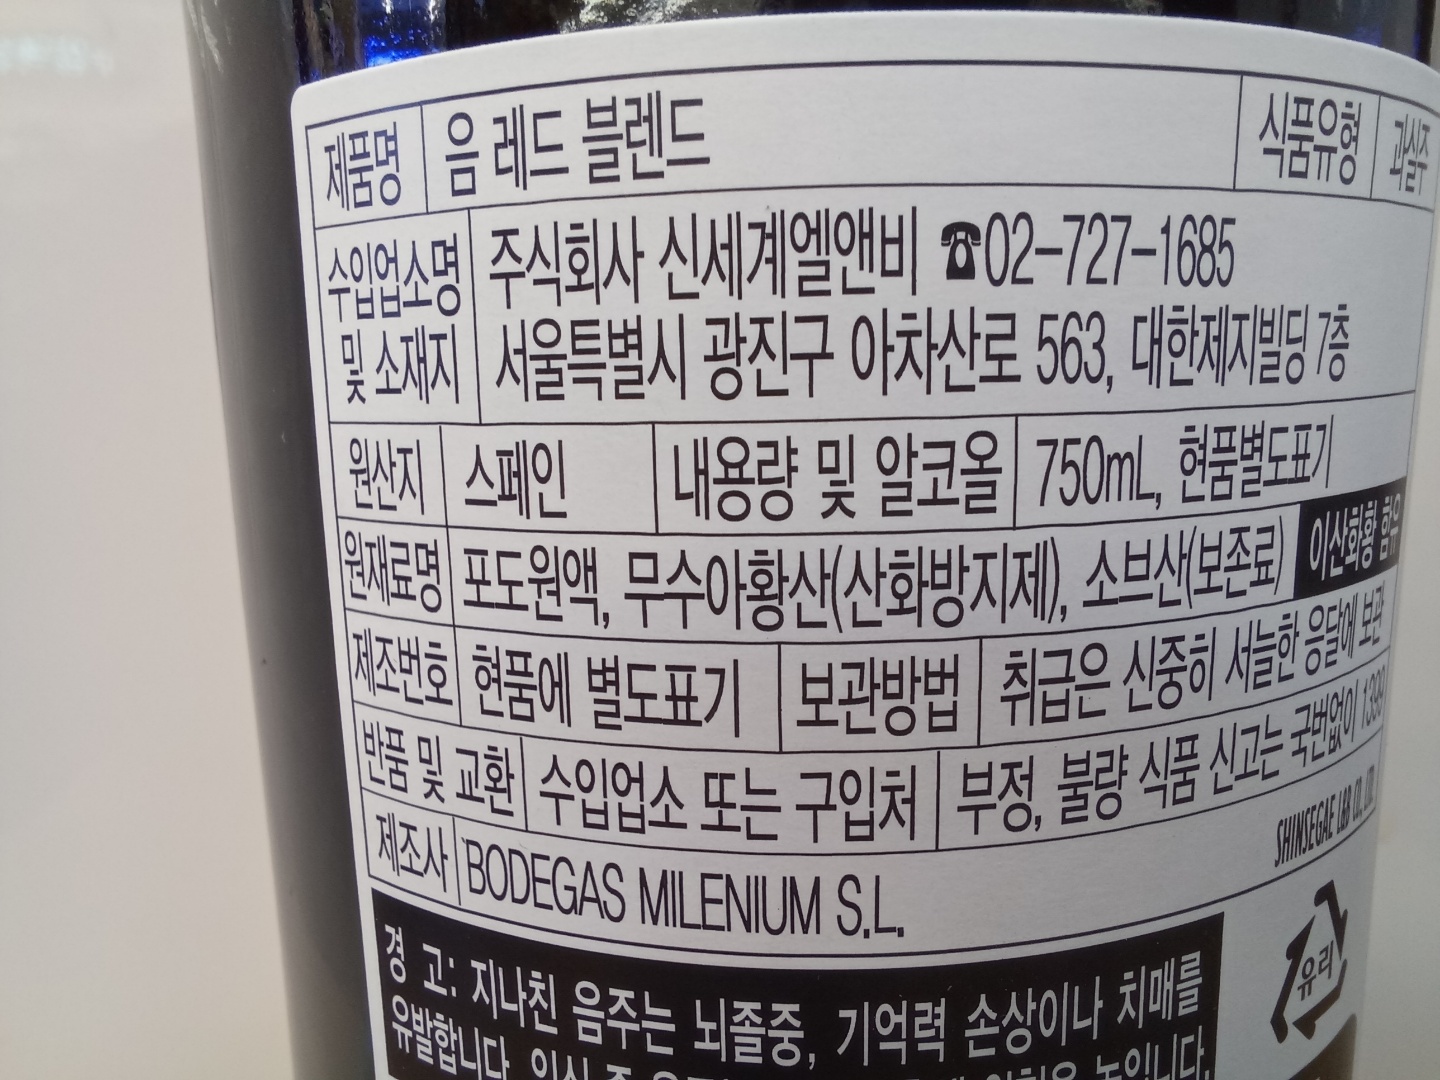 제품명 음 레드 블렌드 식품유형 과실주
수입업소명 주식회사 신세계엘앤비 ☎02-727-1685
및 소재지 서울특별시 광진구 아차산로 563, 대한제지빌딩 7층
원산지 스페인 내용량 및 알코올 750mL, 현품별도표기
원재료명 포도원액, 무수아황산(산화방지제), 소브산(보존료) 이산화황 함유
제조번호 현품에 별도표기 보관방법 취급은 신중히 서늘한 응달에 보관
반품 및 교환 수입업소 또는 구입처 부정, 불량 식품 신고는 국번없이 1399
제조사 BODEGAS MILENIUM S.L.
SHINSEGAE L&B CO., LTD.
유리
경 고: 지나친 음주는 뇌졸중, 기억력 손상이나 치매를
유발합니다.